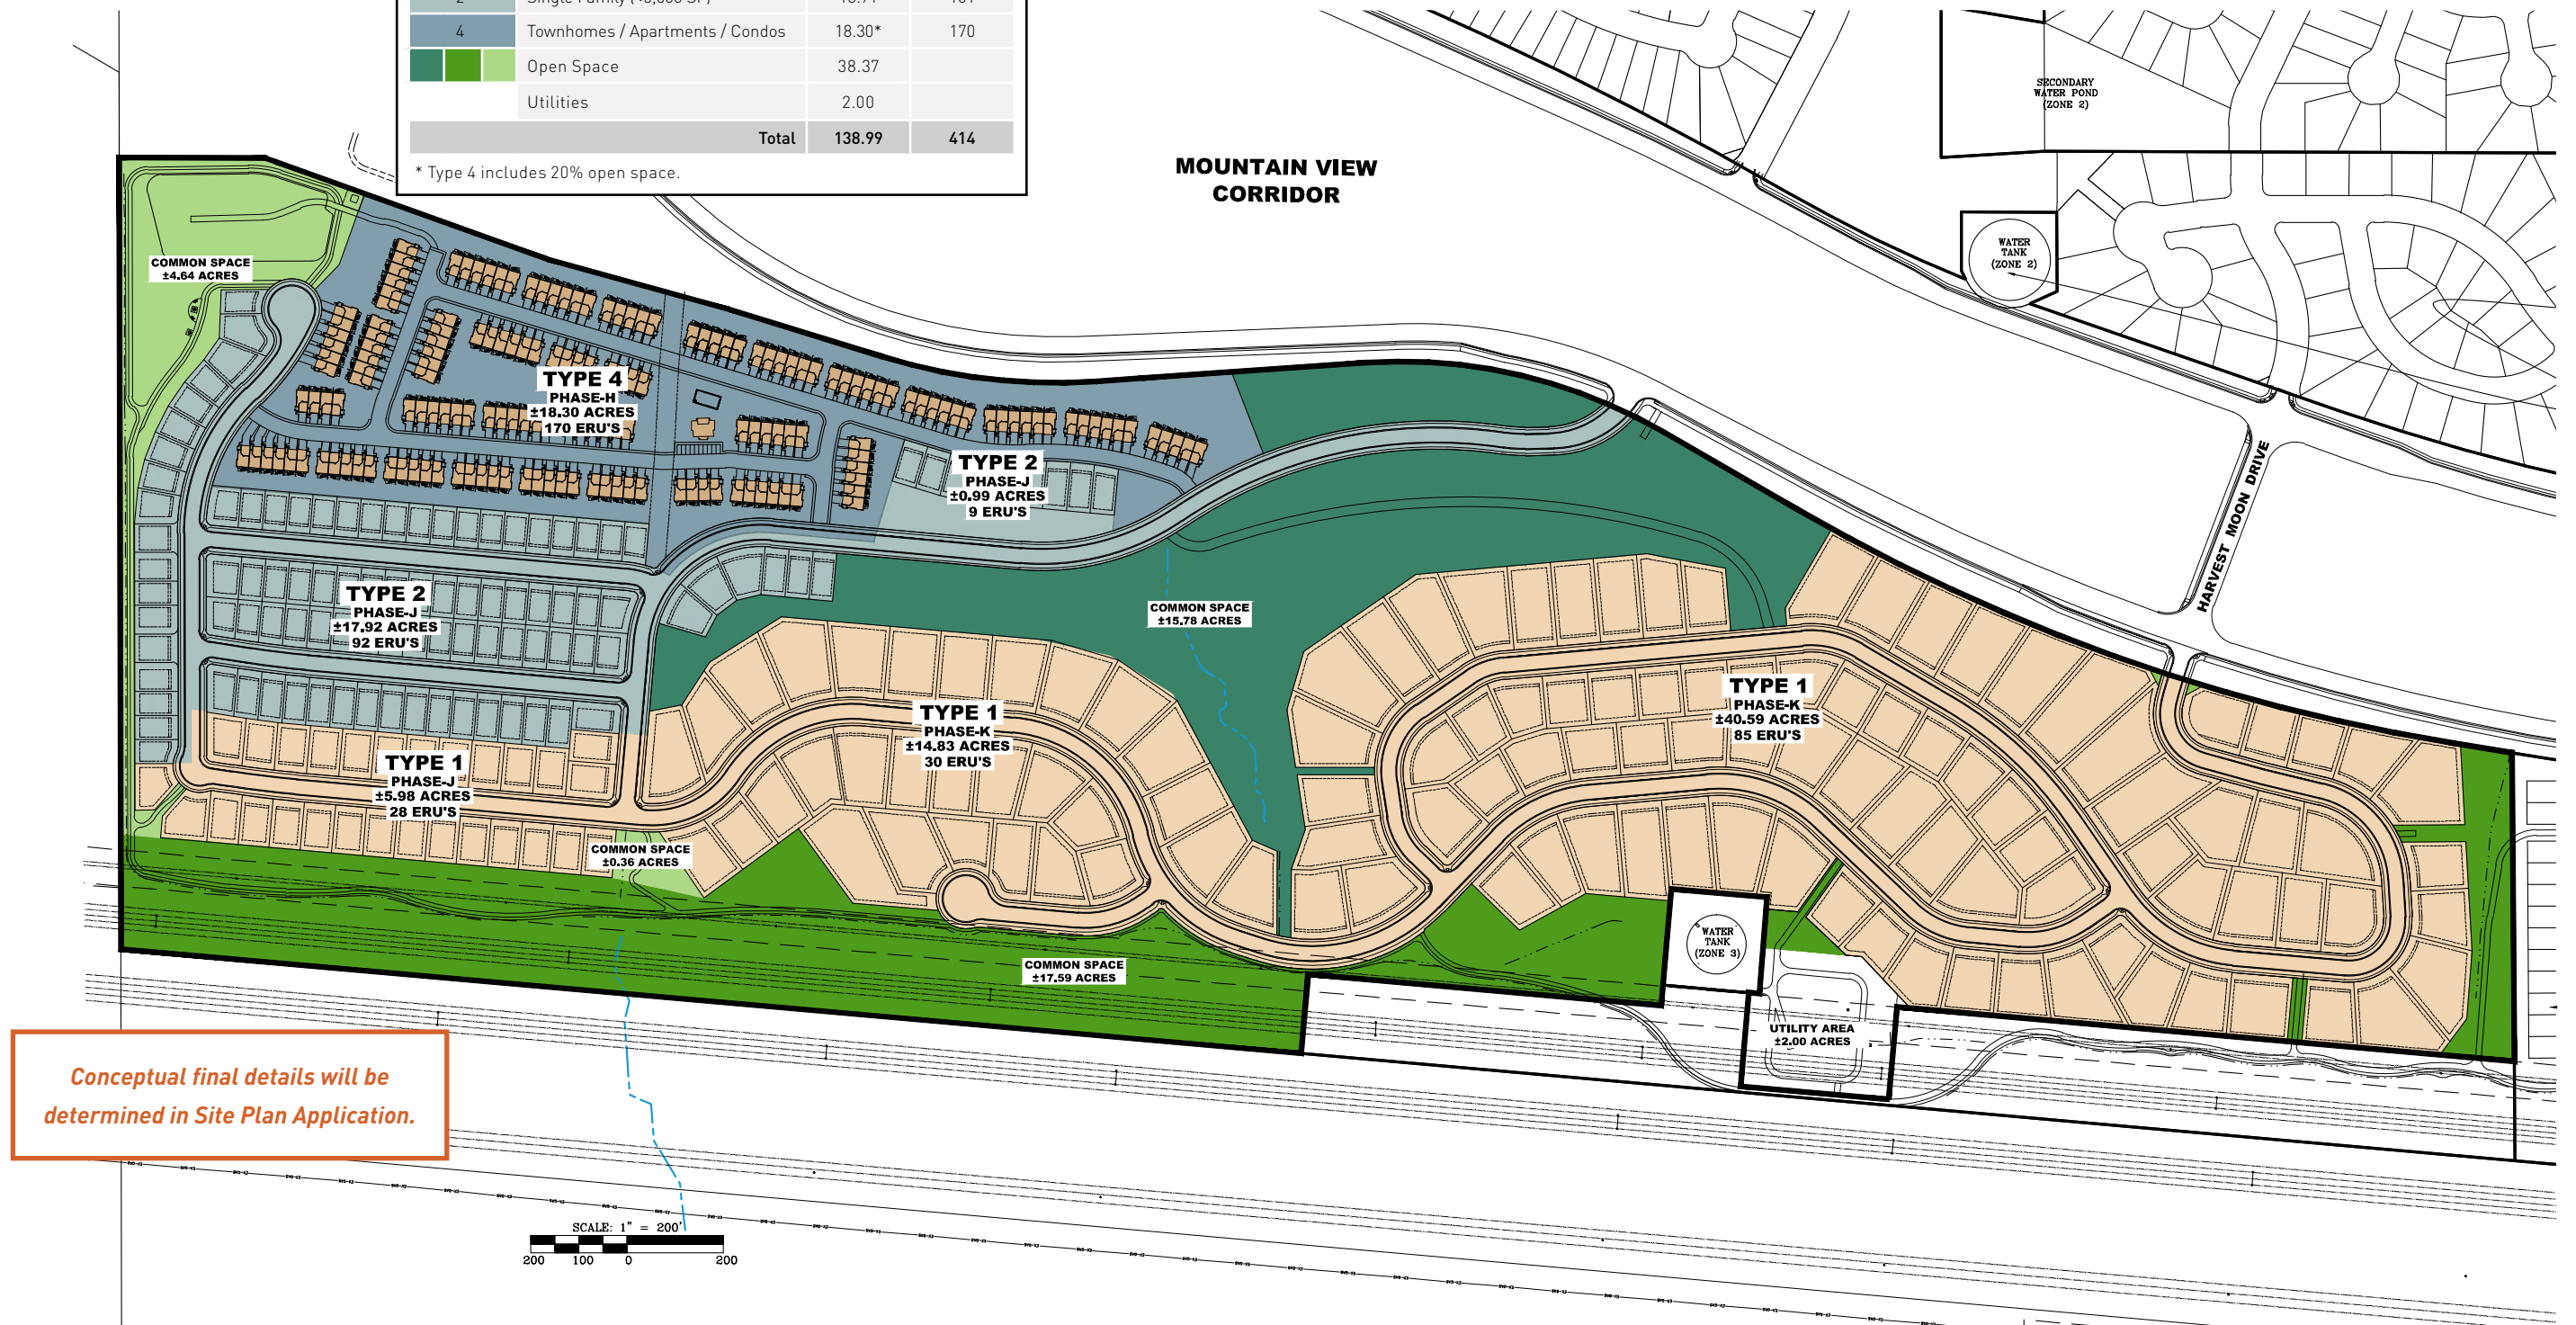 4 Townhomes / Apartments / Condos 18.30* 170
Open Space 38.37
Utilities 2.00
Total 138.99 414
* Type 4 includes 20% open space.
MOUNTAIN VIEW
CORRIDOR
SECONDARY
WATER POND
(ZONE 2)
WATER
TANK
(ZONE 2)
COMMON SPACE
±4.64 ACRES
TYPE 4
PHASE-H
±18.30 ACRES
170 ERU'S
TYPE 2
PHASE-J
±0.99 ACRES
9 ERU'S
HARVEST MOON DRIVE
TYPE 2
PHASE-J
±17.92 ACRES
92 ERU'S
COMMON SPACE
±15.78 ACRES
TYPE 1
PHASE-K
±14.83 ACRES
30 ERU'S
TYPE 1
PHASE-K
±40.59 ACRES
85 ERU'S
TYPE 1
PHASE-J
±5.98 ACRES
28 ERU'S
COMMON SPACE
±0.36 ACRES
COMMON SPACE
±17.59 ACRES
WATER
TANK
(ZONE 3)
UTILITY AREA
±2.00 ACRES
Conceptual final details will be
determined in Site Plan Application.
SCALE: 1" = 200'
200 100 0 200